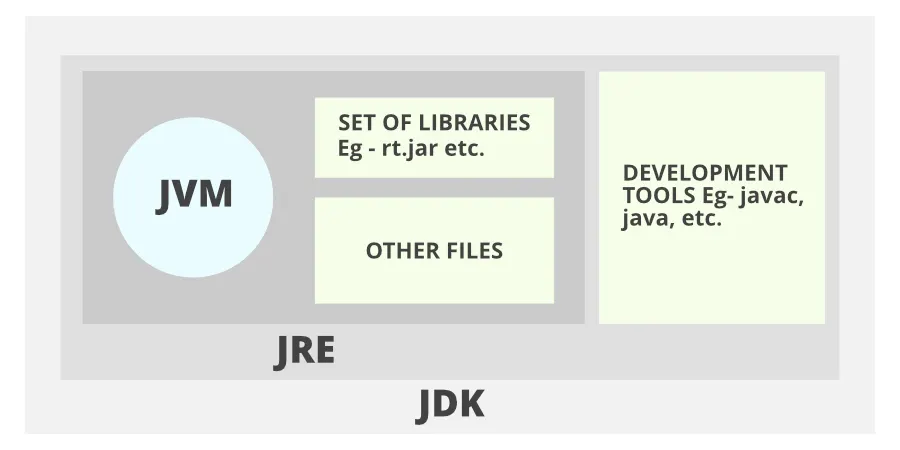 JVM
SET OF LIBRARIES
Eg - rt.jar etc.
OTHER FILES
DEVELOPMENT
TOOLS Eg- javac,
java, etc.
JRE
JDK